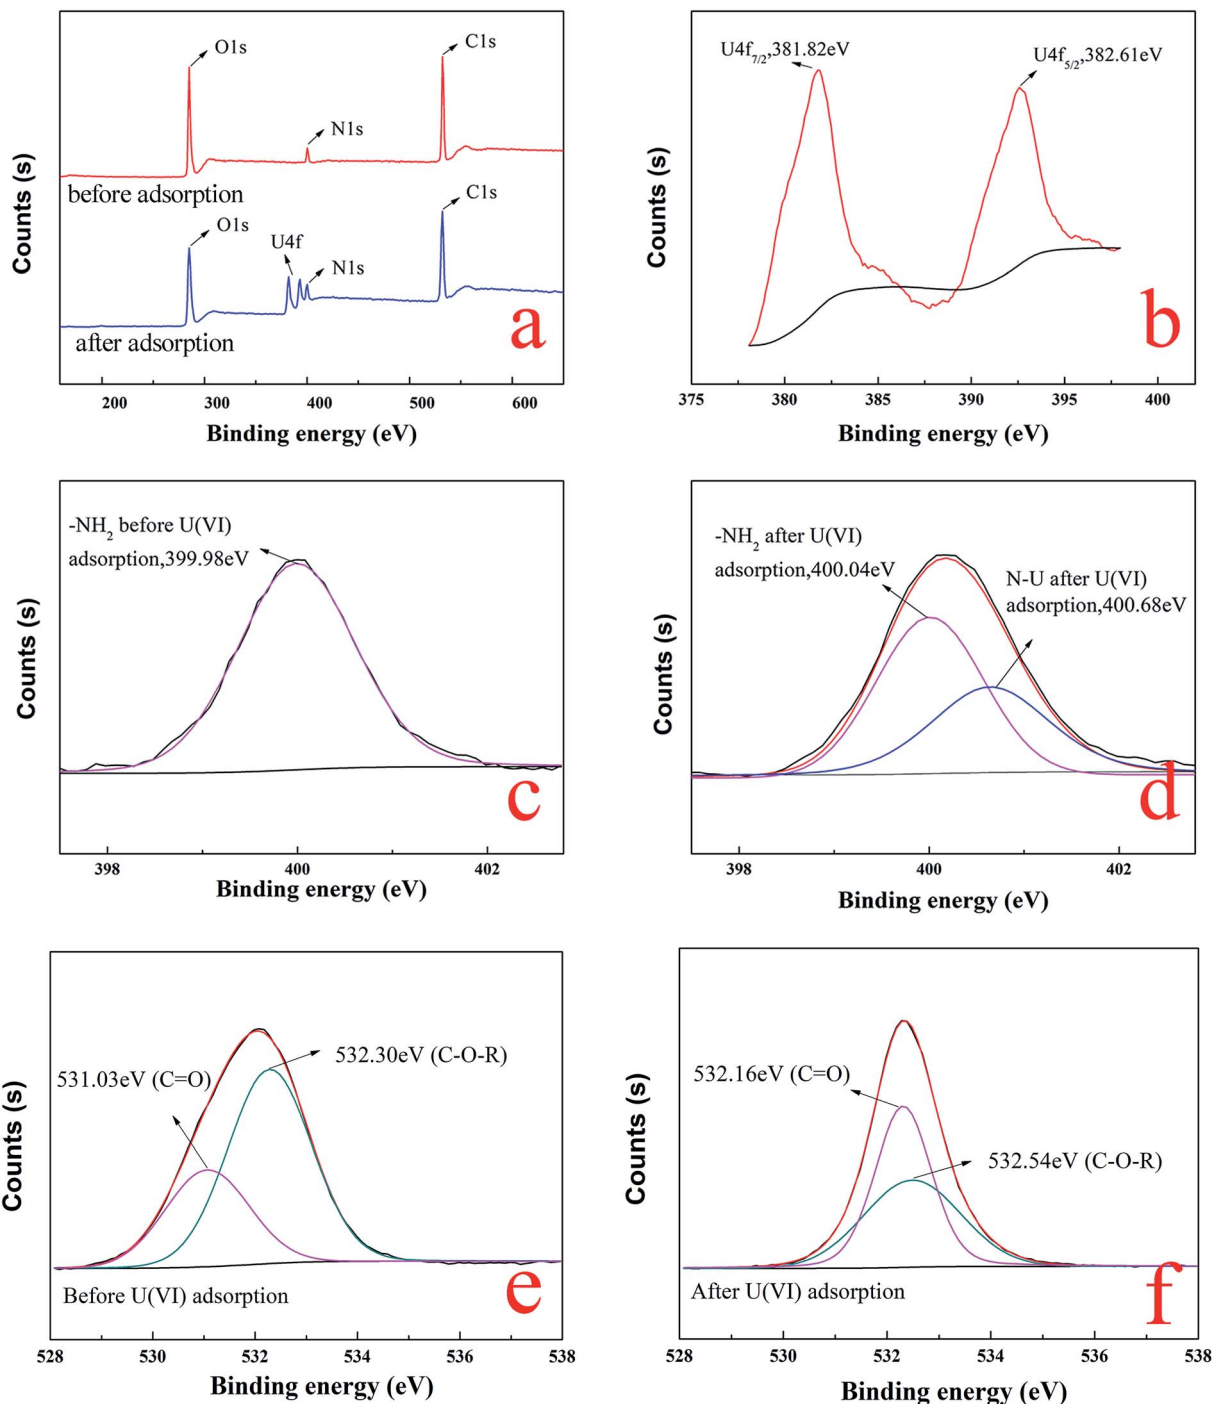 O1s
C1s
N1s
before adsorption
C1s
O1s
U4f
N1s
after adsorption
a
Counts (s)
200 300 400 500 600
Binding energy (eV)
U4f7/2,381.82eV
U4f5/2,382.61eV
b
Counts (s)
375 380 385 390 395 400
Binding energy (eV)
-NH2 before U(VI)
adsorption,399.98eV
c
Counts (s)
398 400 402
Binding energy (eV)
-NH2 after U(VI)
adsorption,400.04eV
N-U after U(VI)
adsorption,400.68eV
d
Counts (s)
398 400 402
Binding energy (eV)
532.30eV (C-O-R)
531.03eV (C=O)
Before U(VI) adsorption
e
Counts (s)
528 530 532 534 536 538
Binding energy (eV)
532.16eV (C=O)
532.54eV (C-O-R)
After U(VI) adsorption
f
Counts (s)
528 530 532 534 536 538
Binding energy (eV)